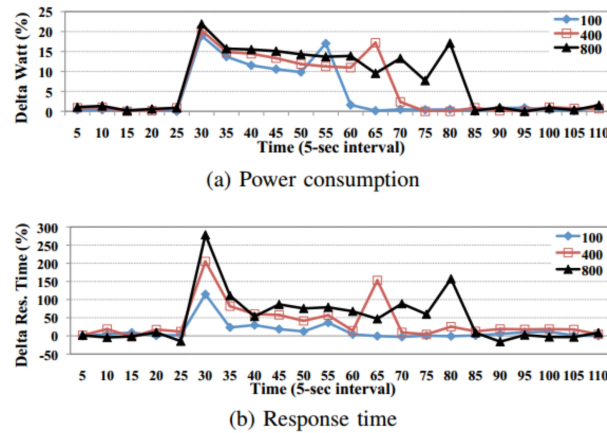 Delta Watt (%)
25
20
15
10
5
0
100
400
800
5 10 15 20 25 30 35 40 45 50 55 60 65 70 75 80 85 90 95 100 105 110
Time (5-sec interval)
(a) Power consumption
Delta Res. Time (%)
300
250
200
150
100
50
0
-50
100
400
800
5 10 15 20 25 30 35 40 45 50 55 60 65 70 75 80 85 90 95 100 105 110
Time (5-sec interval)
(b) Response time